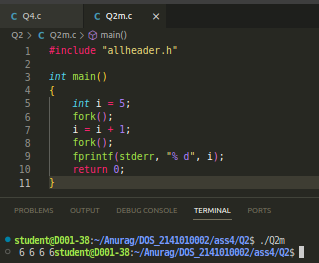 C Q4.c C Q2m.c ×
Q2 > C Q2m.c > main()
1 #include "allheader.h"
2
3 int main()
4 {
5 int i = 5;
6 fork();
7 i = i + 1;
8 fork();
9 fprintf(stderr, "% d", i);
10 return 0;
11 }
PROBLEMS OUTPUT DEBUG CONSOLE TERMINAL PORTS
student@D001-38:~/Anurag/DOS_2141010002/ass4/Q2$ ./Q2m
6 6 6 6student@D001-38:~/Anurag/DOS_2141010002/ass4/Q2$